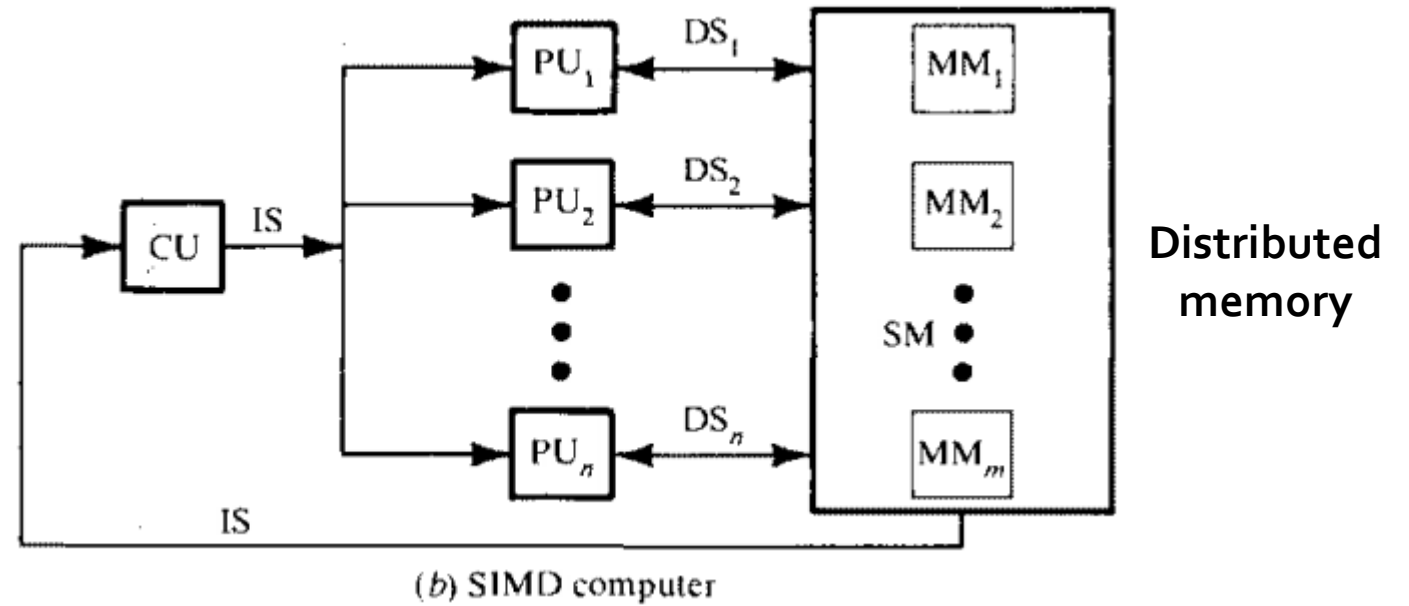 DS₁
PU₁
MM₁
DS₂
PU₂
MM₂
IS
CU
Distributed
memory
SM
DSₙ
PUₙ
MMₘ
IS
(b) SIMD computer